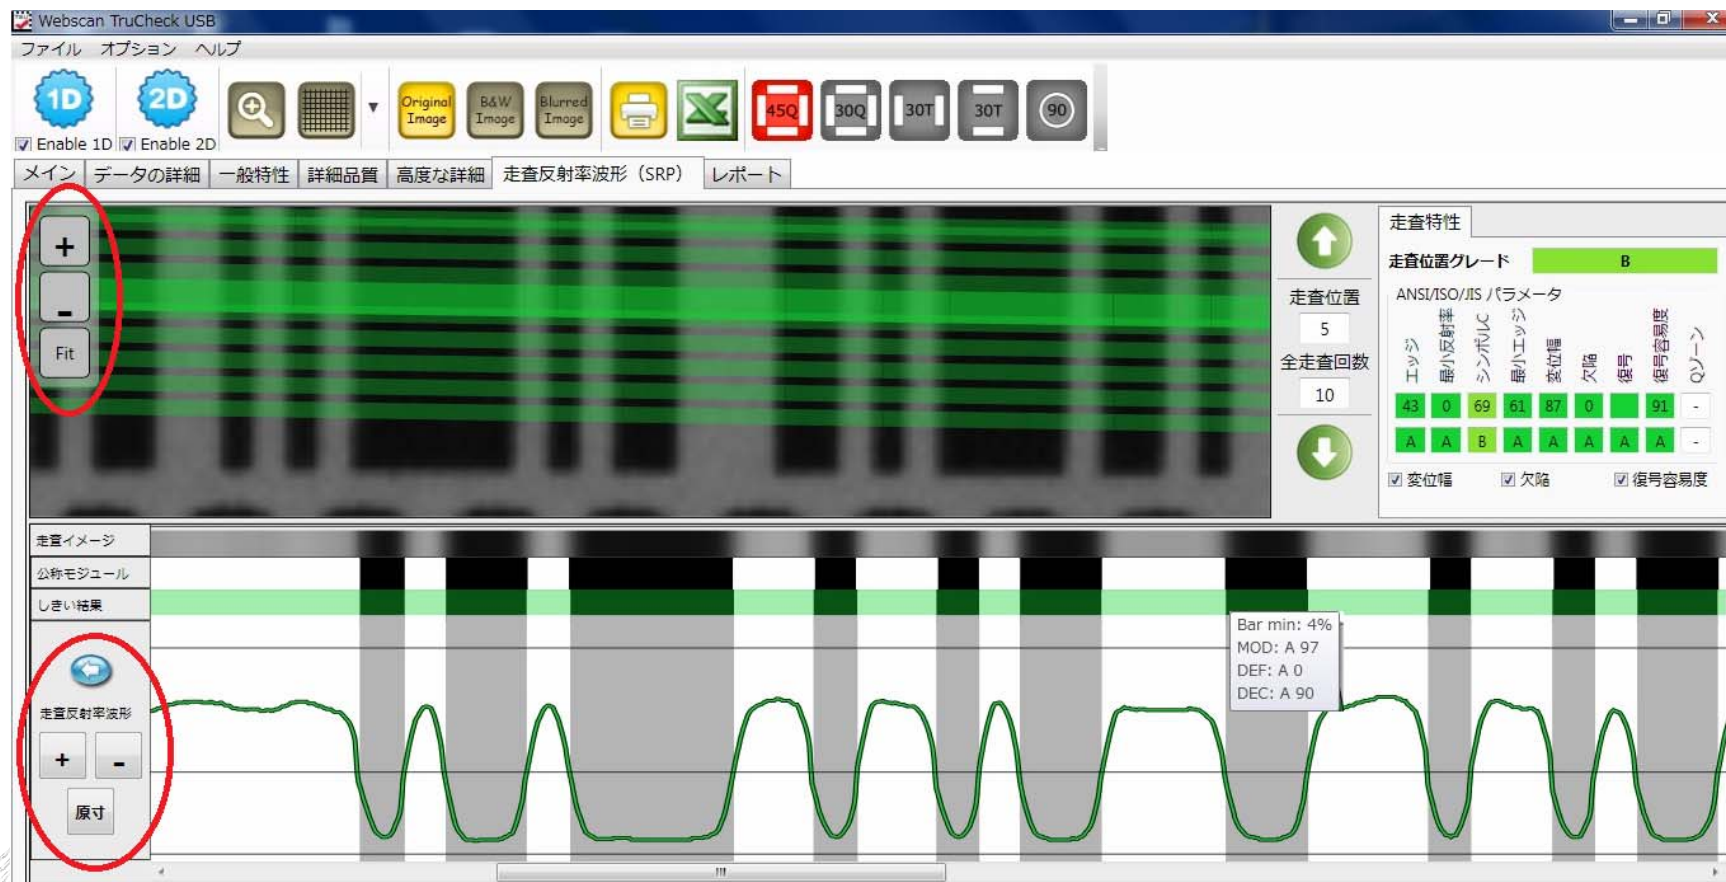 Webscan TruCheck USB
ファイル オプション ヘルプ
1D
2D
Original Image
B&W Image
Blurred Image
45Q
30Q
30T
30T
90
Enable 1D
Enable 2D
メイン
データの詳細
一般特性
詳細品質
高度な詳細
走査反射率波形（SRP）
レポート
+
-
Fit
走査位置
5
全走査回数
10
走査特性
走査位置グレード B
ANSI/ISO/JIS パラメータ
エッジ
最小反射率
シンボルC
最小エッジ
変位幅
欠陥
復号
復号容易度
Qゾーン
43 0 69 61 87 0 91 -
A A B A A A A A -
変位幅 欠陥 復号容易度
走査イメージ
公称モジュール
しきい結果
Bar min: 4%
MOD: A 97
DEF: A 0
DEC: A 90
走査反射率波形
+ -
原寸